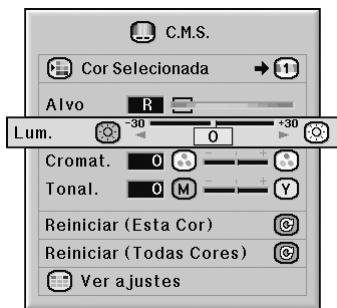 C.M.S.
Cor Selecionada 1
Alvo R
Lum. -30 0 +30
Cromat. 0
Tonal. 0 M Y
Reiniciar (Esta Cor)
Reiniciar (Todas Cores)
Ver ajustes